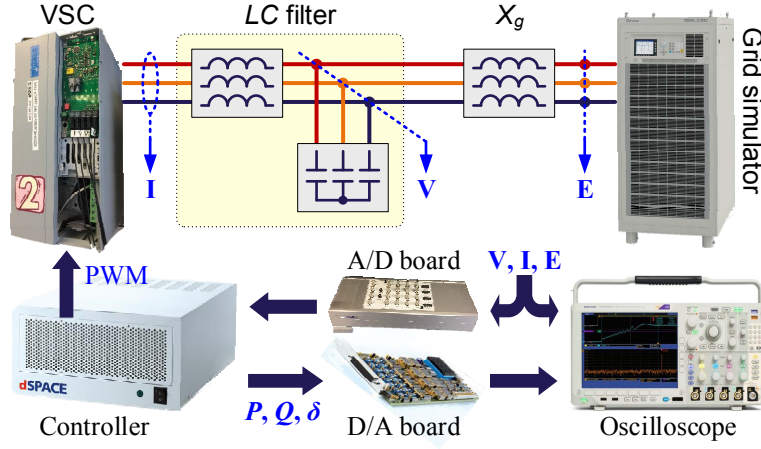 VSC
LC filter
Xg
Grid simulator
I
V
E
2
PWM
A/D board
V, I, E
dSPACE
P, Q, δ
Controller
D/A board
Oscilloscope